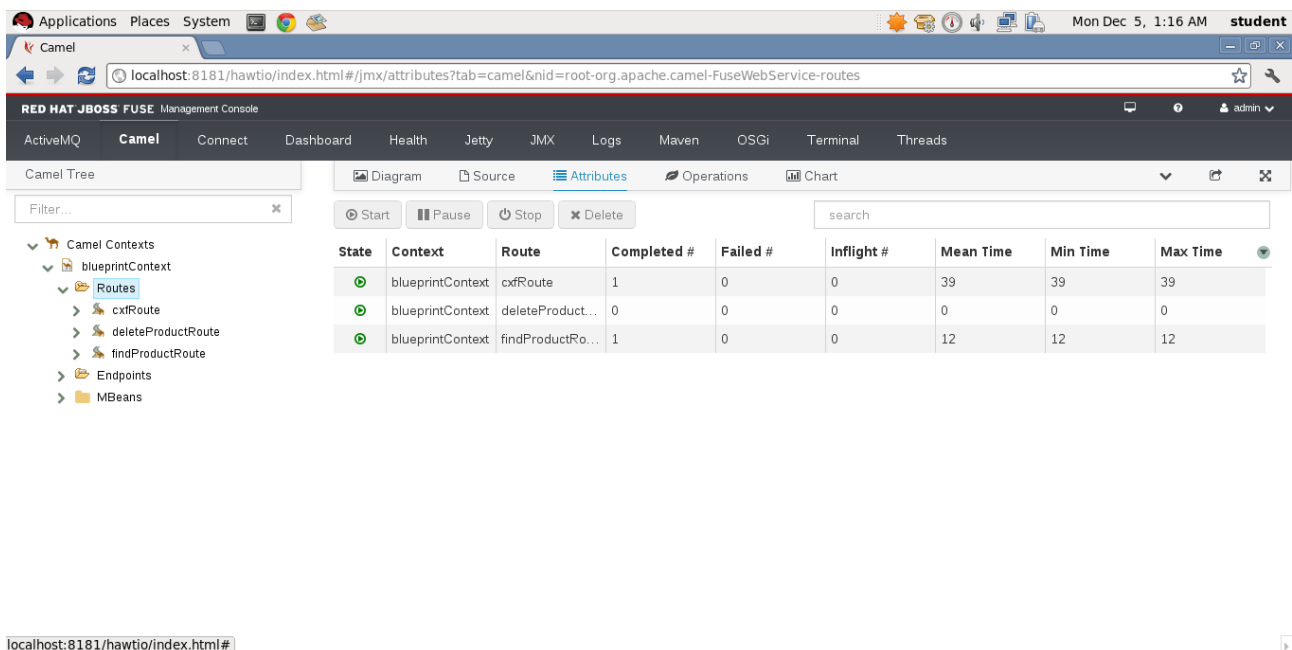 Applications Places System Mon Dec 5, 1:16 AM student
Camel
localhost:8181/hawtio/index.html#/jmx/attributes?tab=camel&nid=root-org.apache.camel-FuseWebService-routes
RED HAT JBOSS FUSE Management Console admin
ActiveMQ Camel Connect Dashboard Health Jetty JMX Logs Maven OSGi Terminal Threads
Camel Tree Diagram Source Attributes Operations Chart
Filter... Start Pause Stop Delete search
Camel Contexts
blueprintContext
Routes
cxfRoute
deleteProductRoute
findProductRoute
Endpoints
MBeans
State Context Route Completed # Failed # Inflight # Mean Time Min Time Max Time
blueprintContext cxfRoute 1 0 0 39 39 39
blueprintContext deleteProduct... 0 0 0 0 0 0
blueprintContext findProductRo... 1 0 0 12 12 12
localhost:8181/hawtio/index.html#